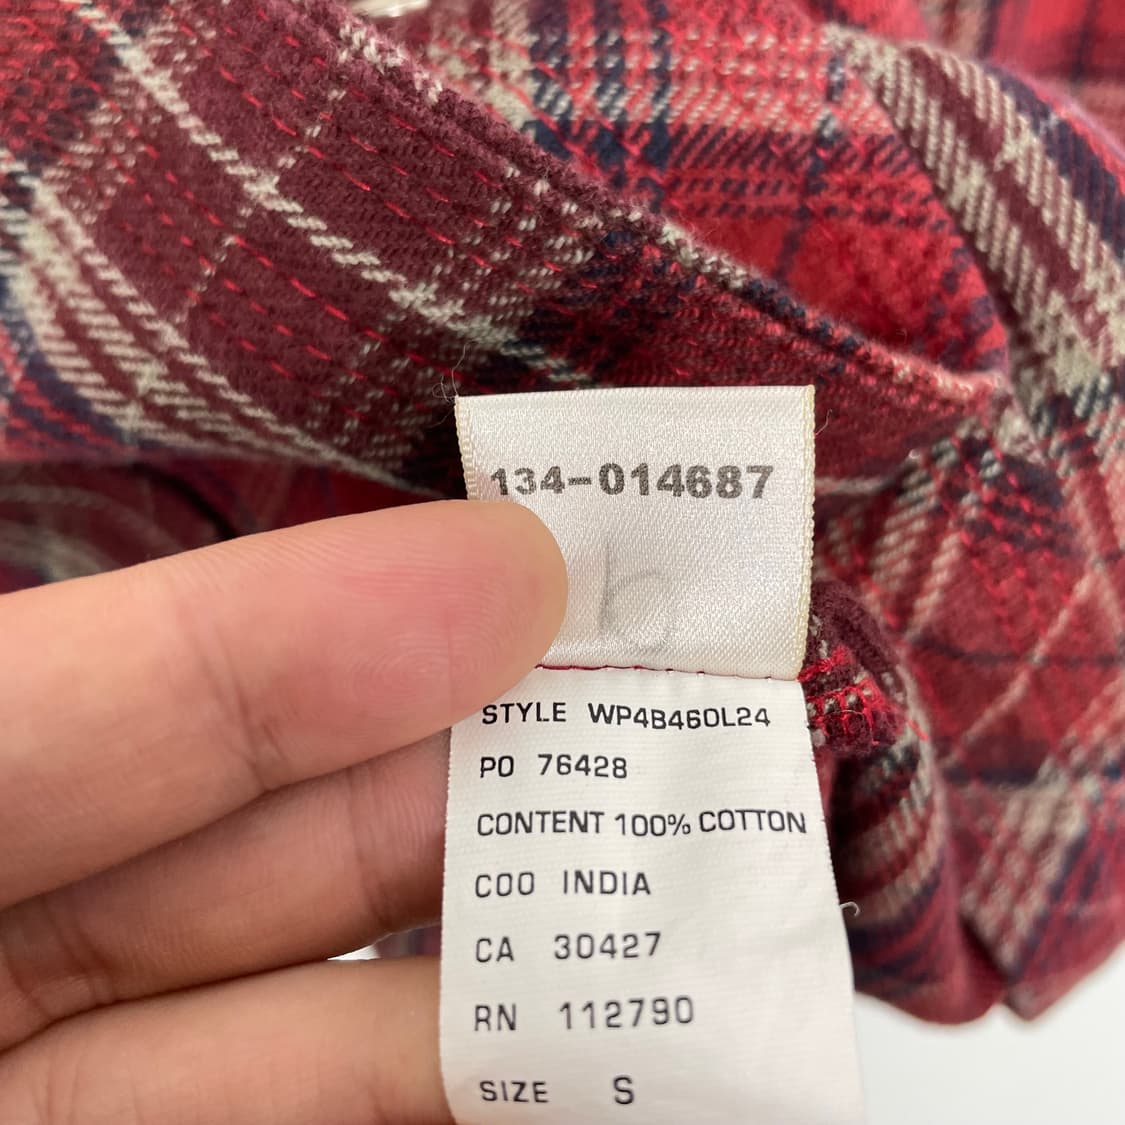 134-014687
STYLE WP4B460L24
PO 76428
CONTENT 100% COTTON
COO INDIA
CA 30427
RN 112790
SIZE S